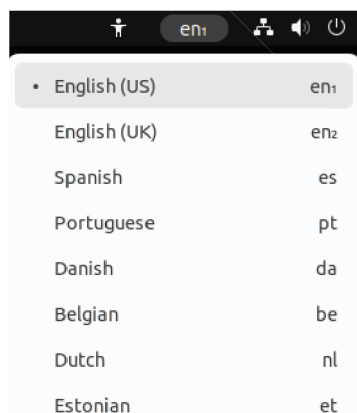 en₁
English (US) en₁
English (UK) en₂
Spanish es
Portuguese pt
Danish da
Belgian be
Dutch nl
Estonian et